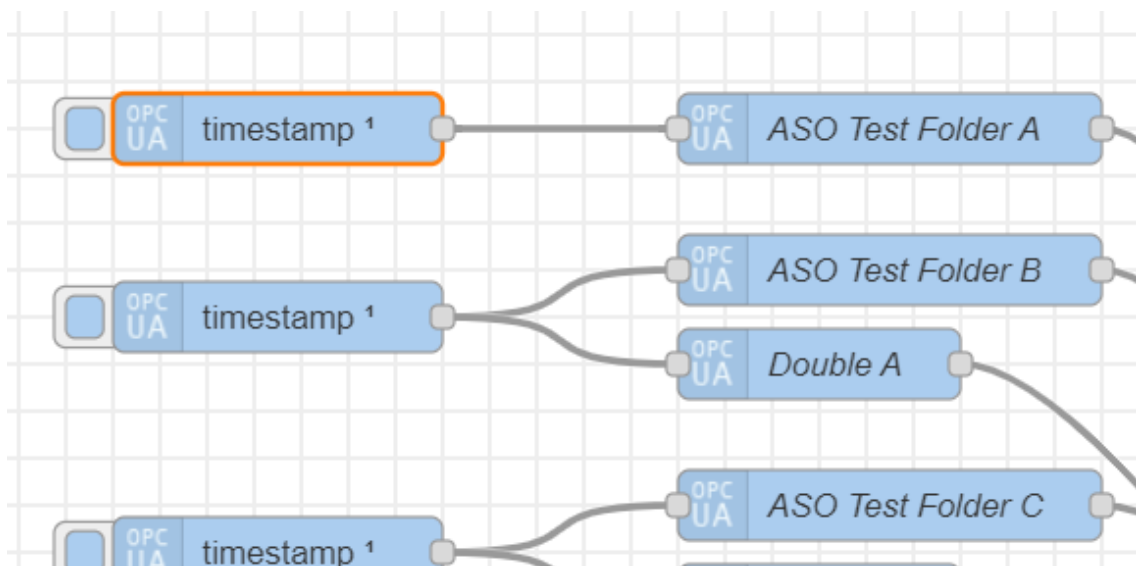 OPC UA timestamp ¹
OPC UA ASO Test Folder A
OPC UA timestamp ¹
OPC UA ASO Test Folder B
OPC UA Double A
OPC UA timestamp ¹
OPC UA ASO Test Folder C